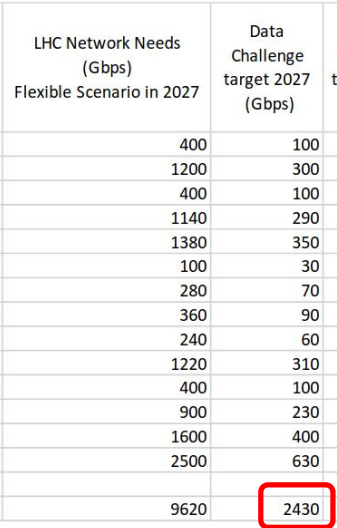 LHC Network Needs
(Gbps)
Flexible Scenario in 2027
Data
Challenge
target 2027
(Gbps)
400 100
1200 300
400 100
1140 290
1380 350
100 30
280 70
360 90
240 60
1220 310
400 100
900 230
1600 400
2500 630
9620 2430